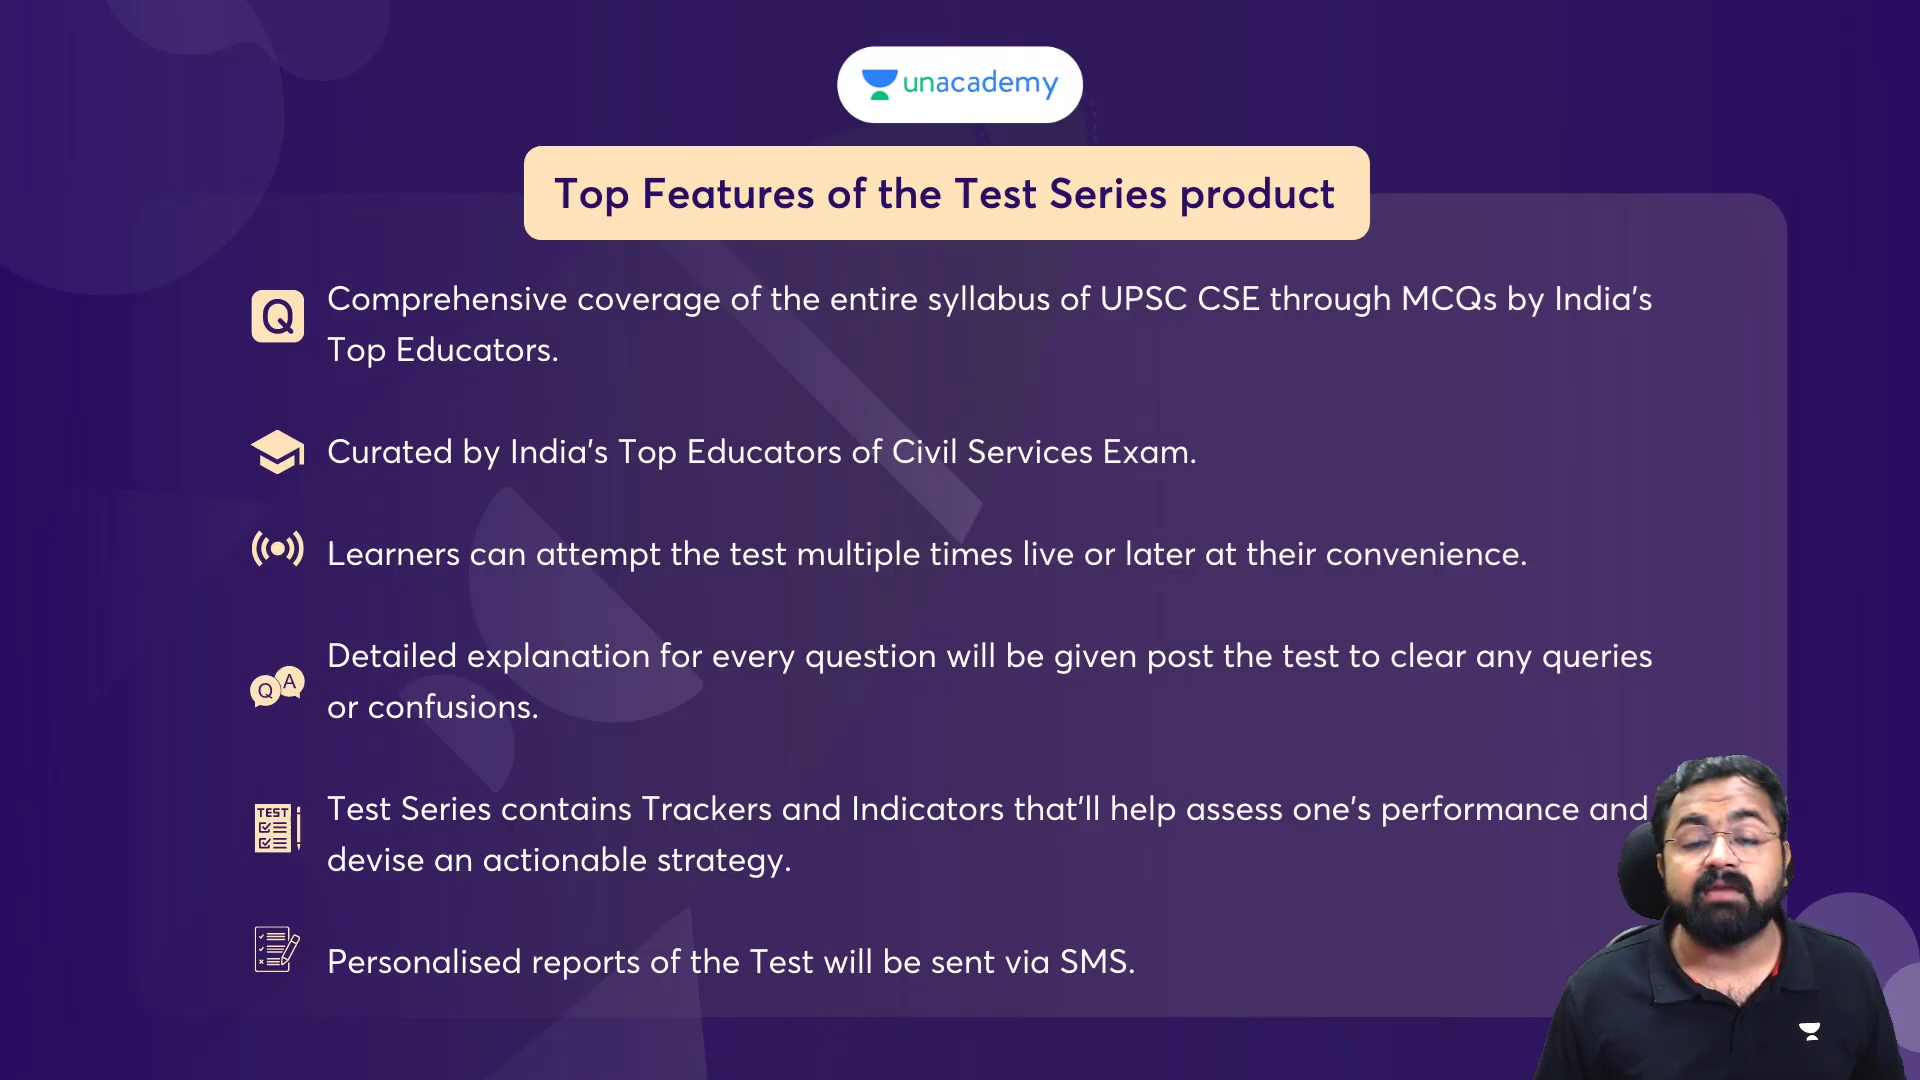 unacademy
Top Features of the Test Series product
Q
Comprehensive coverage of the entire syllabus of UPSC CSE through MCQs by India's
Top Educators.
Curated by India's Top Educators of Civil Services Exam.
Learners can attempt the test multiple times live or later at their convenience.
Detailed explanation for every question will be given post the test to clear any queries
Q A
or confusions.
TEST
Test Series contains Trackers and Indicators that'll help assess one's performance and
devise an actionable strategy.
Personalised reports of the Test will be sent via SMS.